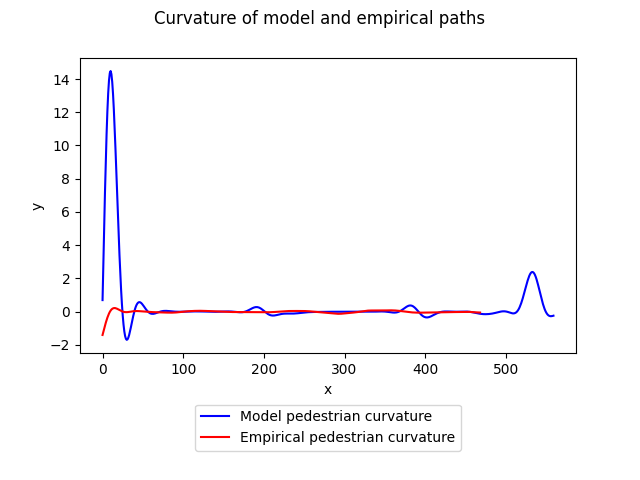 Curvature of model and empirical paths
14
12
10
8
6
4
2
0
−2
y
0 100 200 300 400 500
x
Model pedestrian curvature
Empirical pedestrian curvature